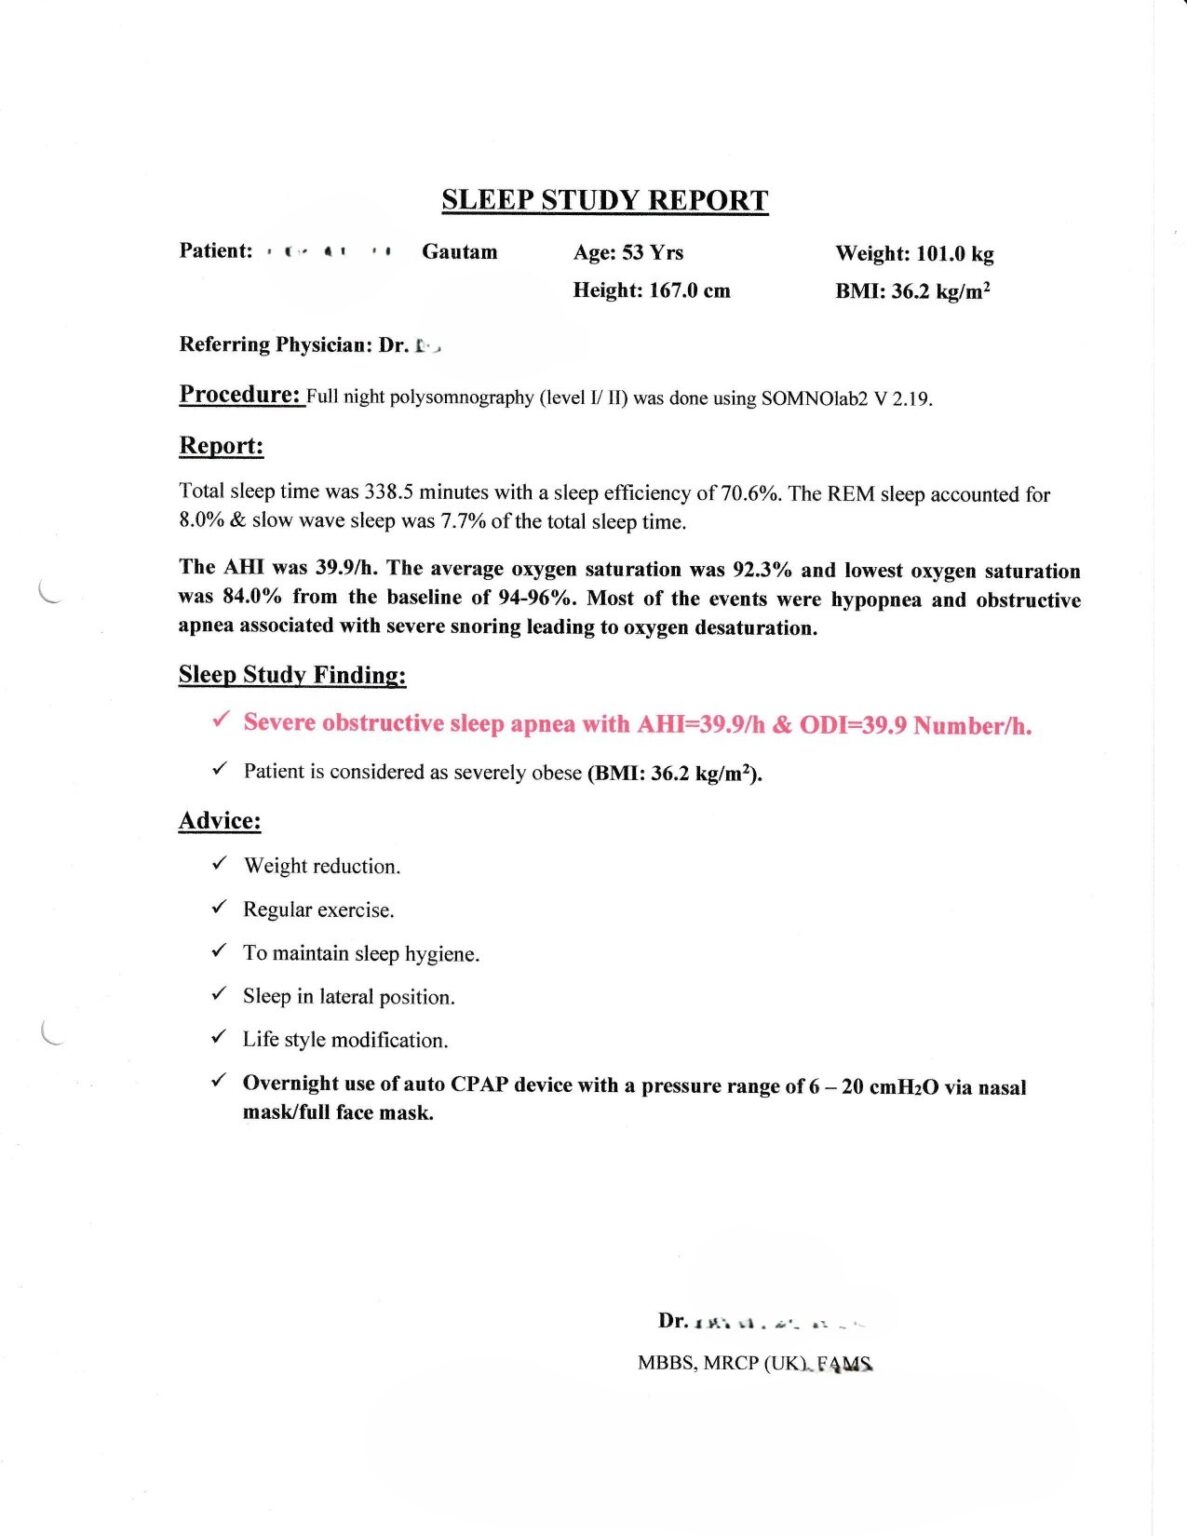 SLEEP STUDY REPORT
Patient: Gautam Age: 53 Yrs Weight: 101.0 kg
Height: 167.0 cm BMI: 36.2 kg/m²
Referring Physician: Dr.
Procedure: Full night polysomnography (level I/ II) was done using SOMNOlab2 V 2.19.
Report:
Total sleep time was 338.5 minutes with a sleep efficiency of 70.6%. The REM sleep accounted for
8.0% & slow wave sleep was 7.7% of the total sleep time.
The AHI was 39.9/h. The average oxygen saturation was 92.3% and lowest oxygen saturation
was 84.0% from the baseline of 94-96%. Most of the events were hypopnea and obstructive
apnea associated with severe snoring leading to oxygen desaturation.
Sleep Study Finding:
✓ Severe obstructive sleep apnea with AHI=39.9/h & ODI=39.9 Number/h.
✓ Patient is considered as severely obese (BMI: 36.2 kg/m²).
Advice:
✓ Weight reduction.
✓ Regular exercise.
✓ To maintain sleep hygiene.
✓ Sleep in lateral position.
✓ Life style modification.
✓ Overnight use of auto CPAP device with a pressure range of 6 – 20 cmH₂O via nasal
mask/full face mask.
Dr.
MBBS, MRCP (UK), FAMS